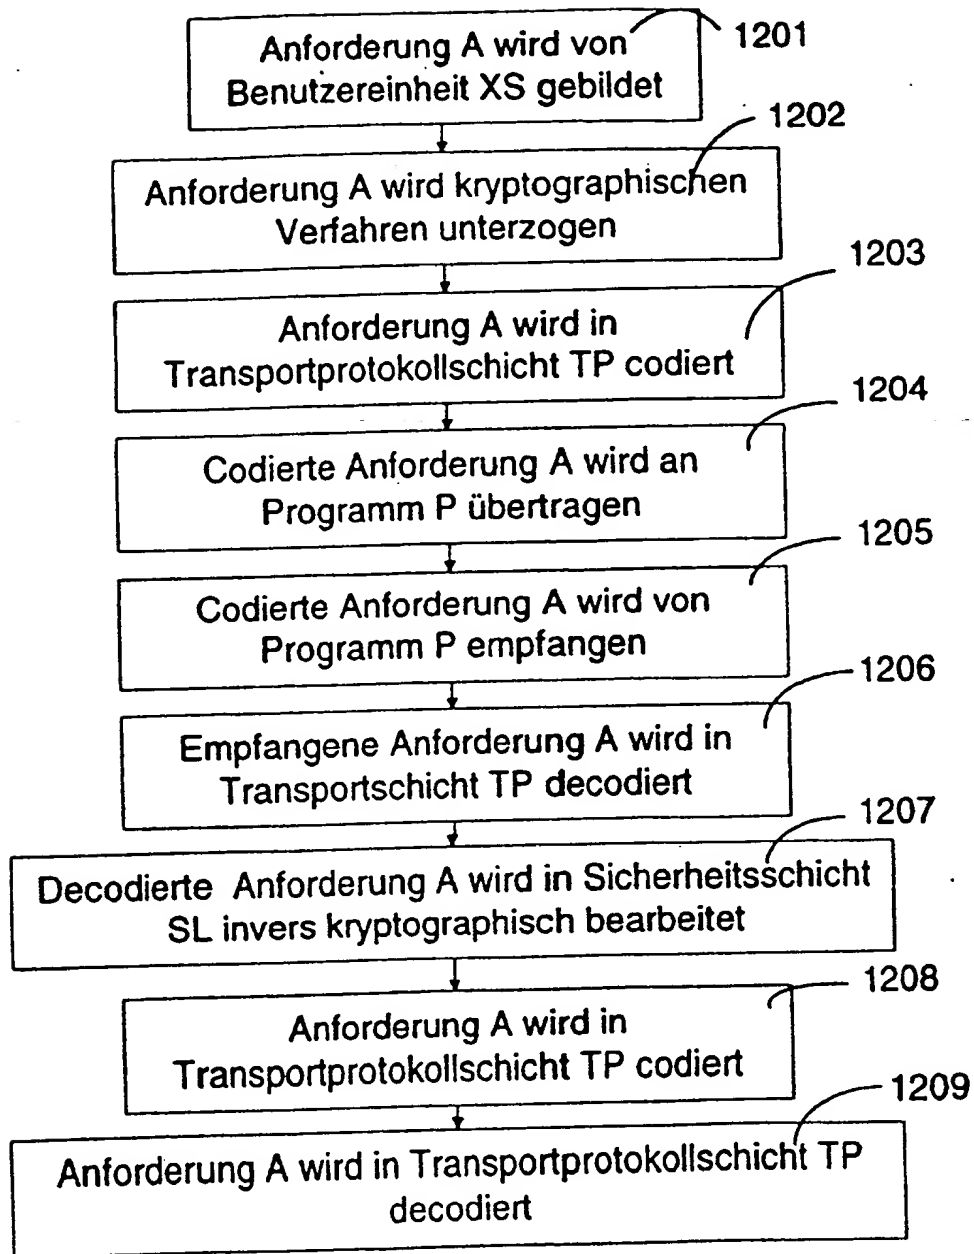 Anforderung A wird von
Benutzereinheit XS gebildet
1201
Anforderung A wird kryptographischen
Verfahren unterzogen
1202
Anforderung A wird in
Transportprotokollschicht TP codiert
1203
Codierte Anforderung A wird an
Programm P übertragen
1204
Codierte Anforderung A wird von
Programm P empfangen
1205
Empfangene Anforderung A wird in
Transportschicht TP decodiert
1206
Decodierte Anforderung A wird in Sicherheitsschicht
SL invers kryptographisch bearbeitet
1207
Anforderung A wird in
Transportprotokollschicht TP codiert
1208
Anforderung A wird in Transportprotokollschicht TP
decodiert
1209